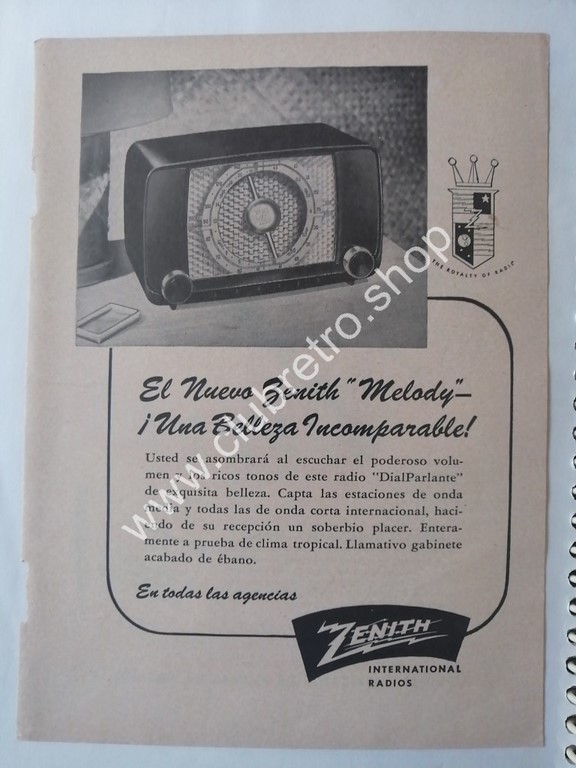 THE ROYALTY OF RADIO
El Nuevo Zenith "Melody"—
¡Una Belleza Incomparable!
Usted se asombrará al escuchar el poderoso volu-
men y los ricos tonos de este radio "DialParlante"
de exquisita belleza. Capta las estaciones de onda
media y todas las de onda corta internacional, haci-
endo de su recepción un soberbio placer. Entera-
mente a prueba de clima tropical. Llamativo gabinete
acabado de ébano.
En todas las agencias
ZENITH
INTERNATIONAL
RADIOS
www.clubretro.shop